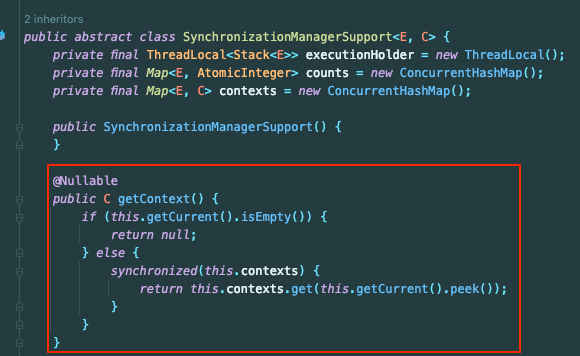 2 inheritors
public abstract class SynchronizationManagerSupport<E, C> {
private final ThreadLocal<Stack<E>> executionHolder = new ThreadLocal();
private final Map<E, AtomicInteger> counts = new ConcurrentHashMap();
private final Map<E, C> contexts = new ConcurrentHashMap();
public SynchronizationManagerSupport() {
}
@Nullable
public C getContext() {
if (this.getCurrent().isEmpty()) {
return null;
} else {
synchronized(this.contexts) {
return this.contexts.get(this.getCurrent().peek());
}
}
}